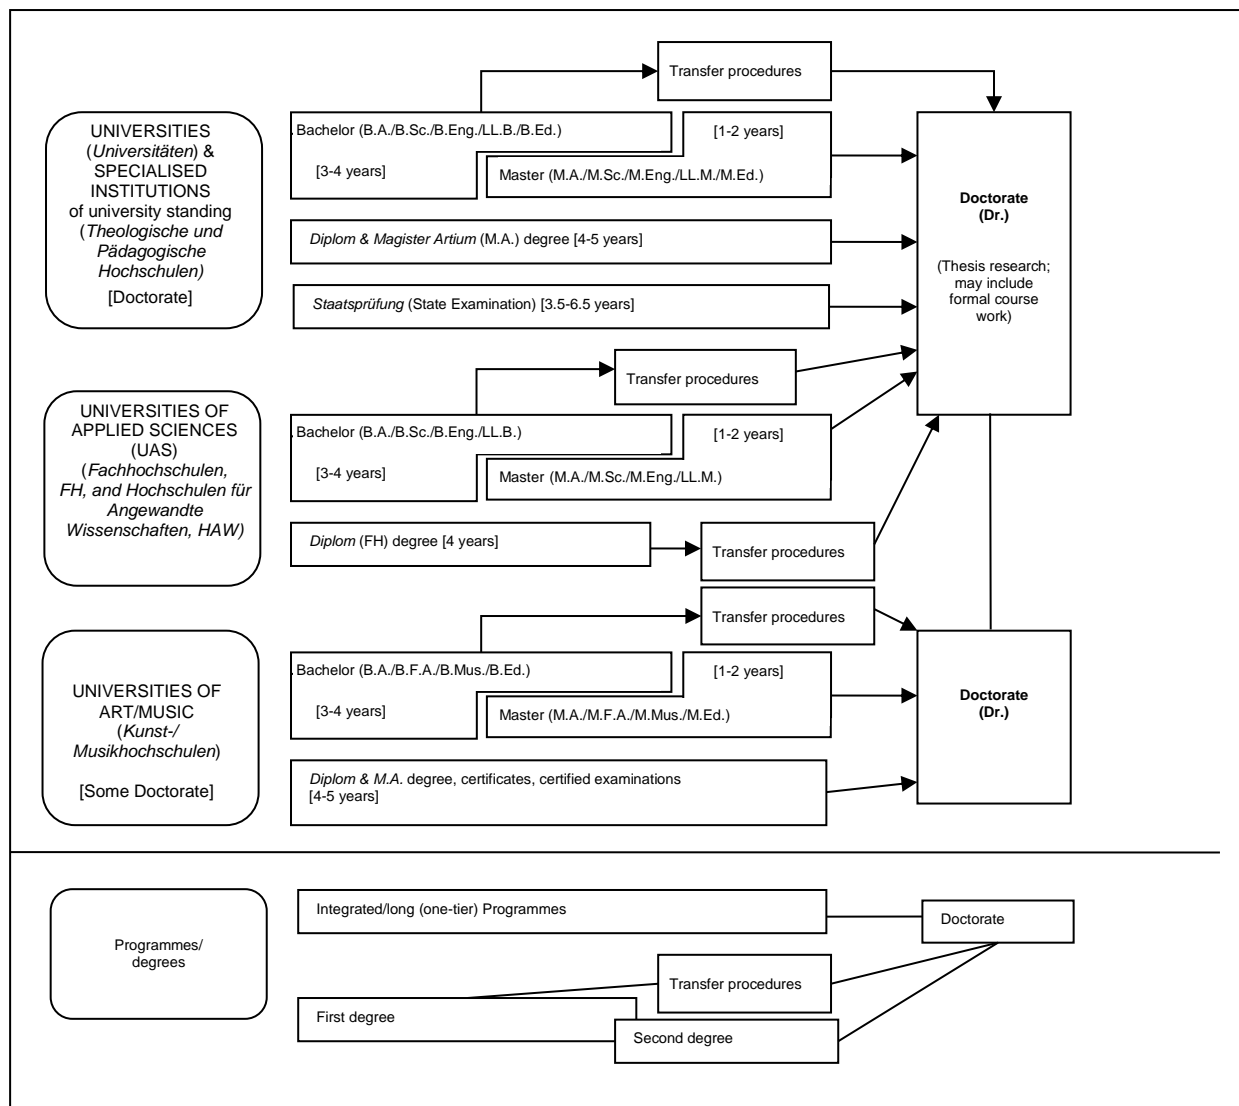 Transfer procedures
UNIVERSITIES
(Universitäten) &
SPECIALISED
INSTITUTIONS
of university standing
(Theologische und
Pädagogische
Hochschulen)
[Doctorate]
. Bachelor (B.A./B.Sc./B.Eng./LL.B./B.Ed.)
[3-4 years]
[1-2 years]
Master (M.A./M.Sc./M.Eng./LL.M./M.Ed.)
Diplom & Magister Artium (M.A.) degree [4-5 years]
Staatsprüfung (State Examination) [3.5-6.5 years]
Doctorate
(Dr.)
(Thesis research;
may include
formal course
work)
Transfer procedures
UNIVERSITIES OF
APPLIED SCIENCES
(UAS)
(Fachhochschulen,
FH, and Hochschulen für
Angewandte
Wissenschaften, HAW)
. Bachelor (B.A./B.Sc./B.Eng./LL.B.)
[3-4 years]
[1-2 years]
Master (M.A./M.Sc./M.Eng./LL.M.)
Diplom (FH) degree [4 years]
Transfer procedures
Transfer procedures
UNIVERSITIES OF
ART/MUSIC
(Kunst-/
Musikhochschulen)
[Some Doctorate]
. Bachelor (B.A./B.F.A./B.Mus./B.Ed.)
[3-4 years]
[1-2 years]
Master (M.A./M.F.A./M.Mus./M.Ed.)
Diplom & M.A. degree, certificates, certified examinations
[4-5 years]
Doctorate
(Dr.)
Programmes/
degrees
Integrated/long (one-tier) Programmes
Doctorate
Transfer procedures
First degree
Second degree